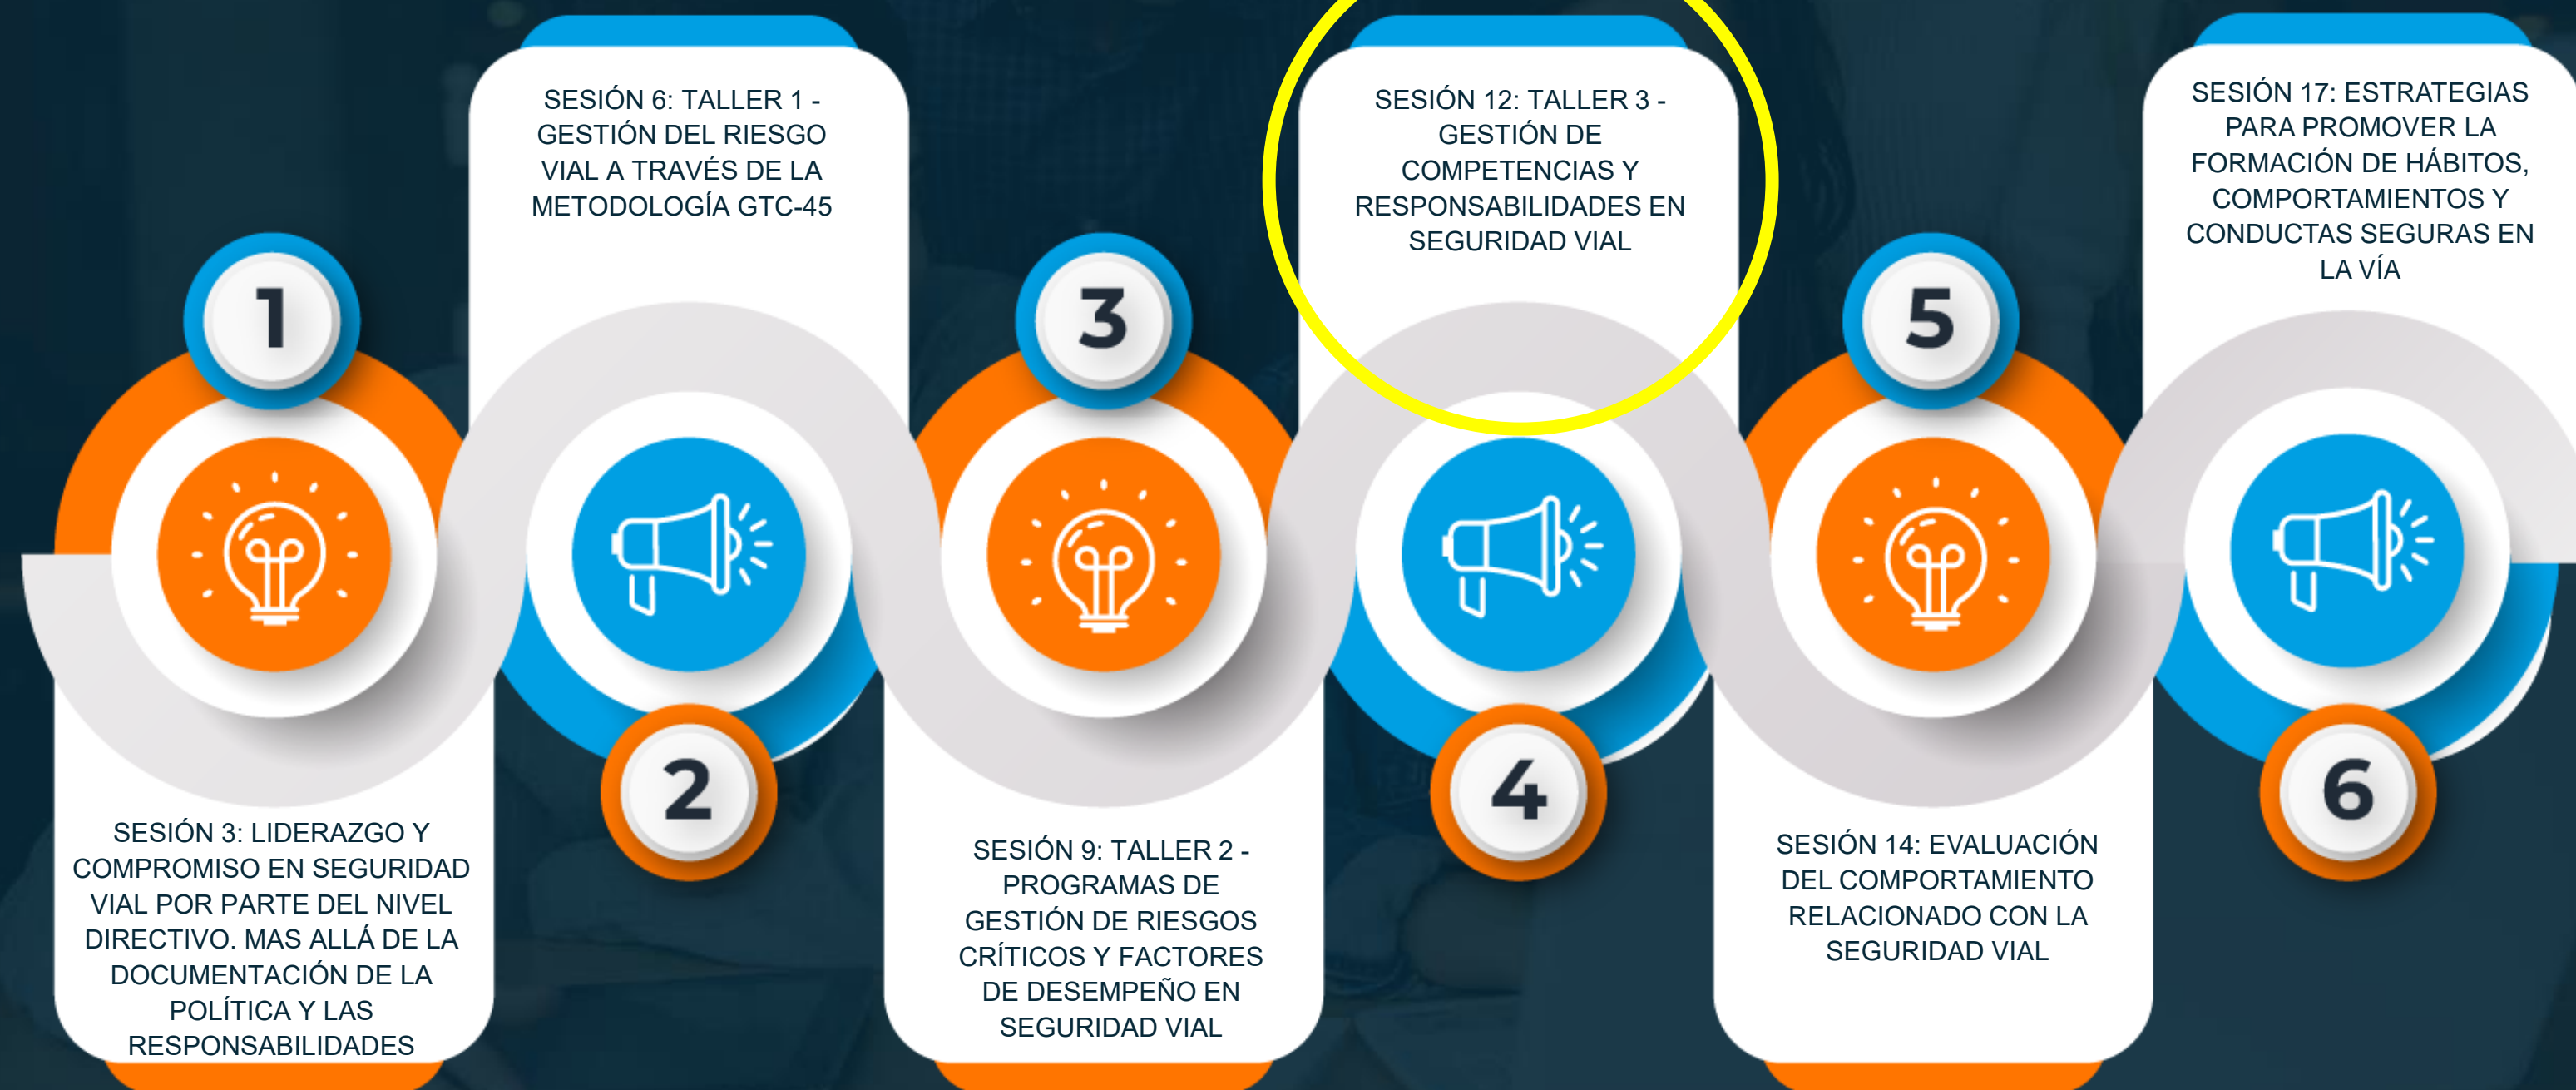 1
SESIÓN 3: LIDERAZGO Y
COMPROMISO EN SEGURIDAD
VIAL POR PARTE DEL NIVEL
DIRECTIVO. MAS ALLÁ DE LA
DOCUMENTACIÓN DE LA
POLÍTICA Y LAS
RESPONSABILIDADES
SESIÓN 6: TALLER 1 -
GESTIÓN DEL RIESGO
VIAL A TRAVÉS DE LA
METODOLOGÍA GTC-45
2
3
SESIÓN 9: TALLER 2 -
PROGRAMAS DE
GESTIÓN DE RIESGOS
CRÍTICOS Y FACTORES
DE DESEMPEÑO EN
SEGURIDAD VIAL
SESIÓN 12: TALLER 3 -
GESTIÓN DE
COMPETENCIAS Y
RESPONSABILIDADES EN
SEGURIDAD VIAL
4
5
SESIÓN 14: EVALUACIÓN
DEL COMPORTAMIENTO
RELACIONADO CON LA
SEGURIDAD VIAL
SESIÓN 17: ESTRATEGIAS
PARA PROMOVER LA
FORMACIÓN DE HÁBITOS,
COMPORTAMIENTOS Y
CONDUCTAS SEGURAS EN
LA VÍA
6